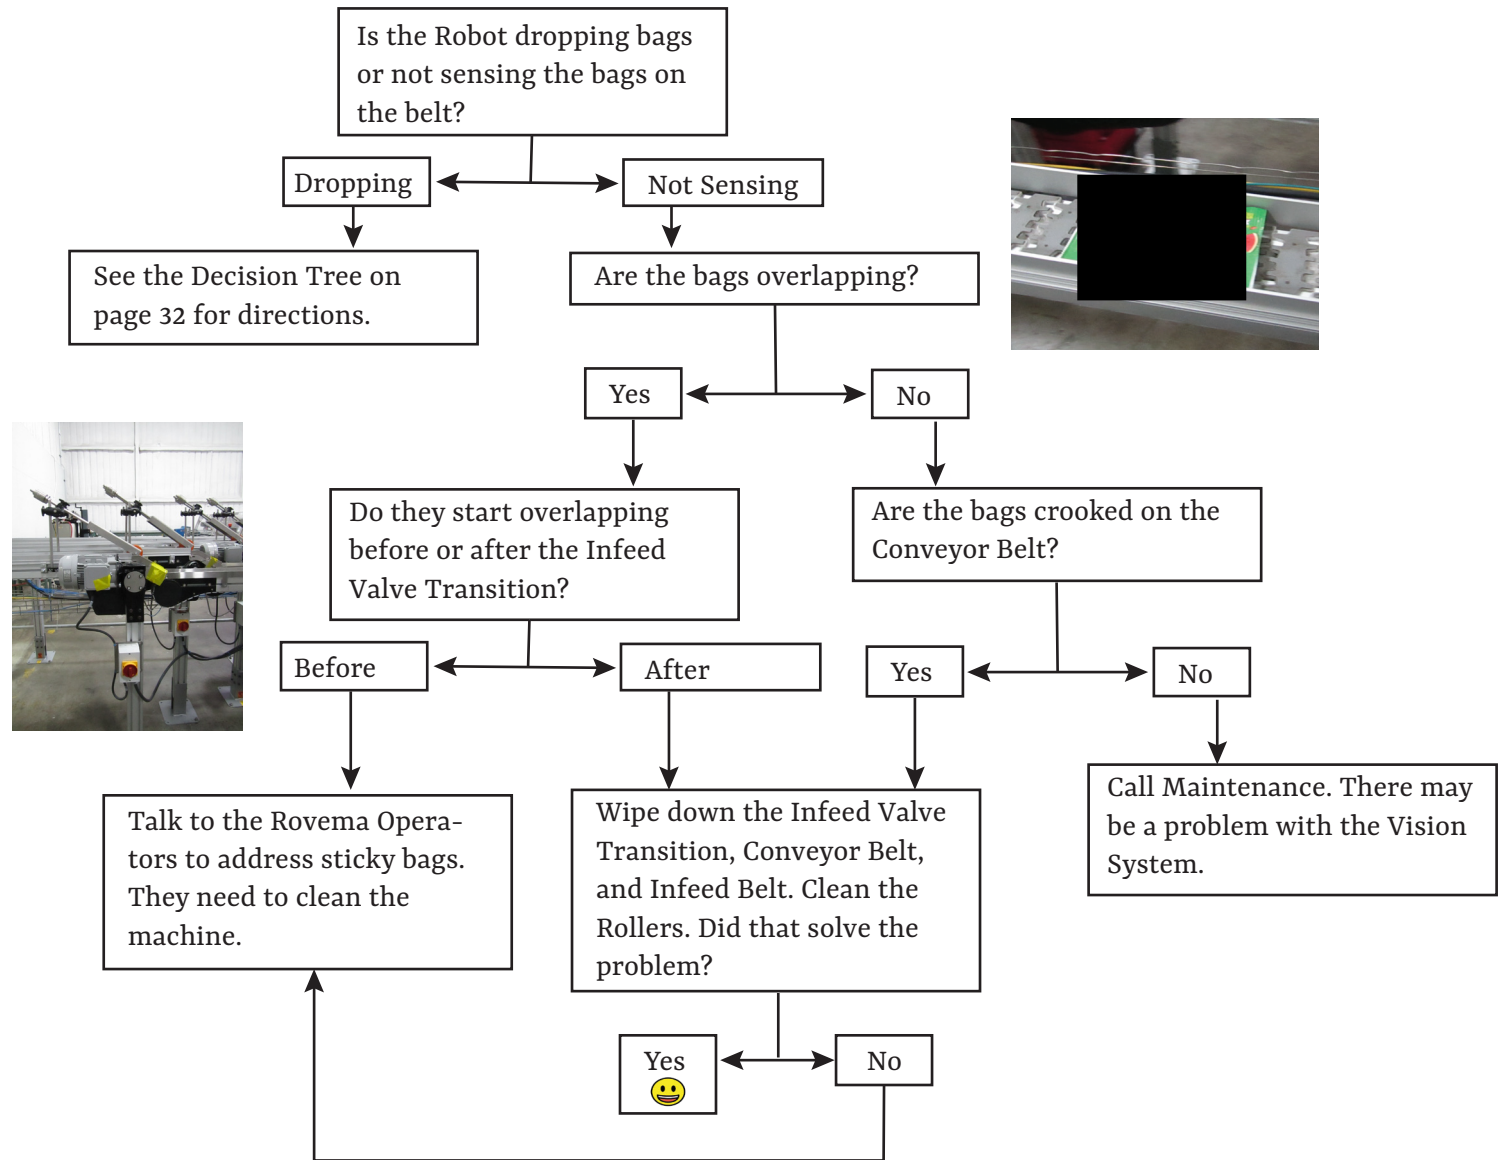 Is the Robot dropping bags
or not sensing the bags on
the belt?
Dropping
Not Sensing
See the Decision Tree on
page 32 for directions.
Are the bags overlapping?
Yes
No
Do they start overlapping
before or after the Infeed
Valve Transition?
Are the bags crooked on the
Conveyor Belt?
Before
After
Yes
No
Talk to the Rovema Opera-
tors to address sticky bags.
They need to clean the
machine.
Wipe down the Infeed Valve
Transition, Conveyor Belt,
and Infeed Belt. Clean the
Rollers. Did that solve the
problem?
Call Maintenance. There may
be a problem with the Vision
System.
Yes
No